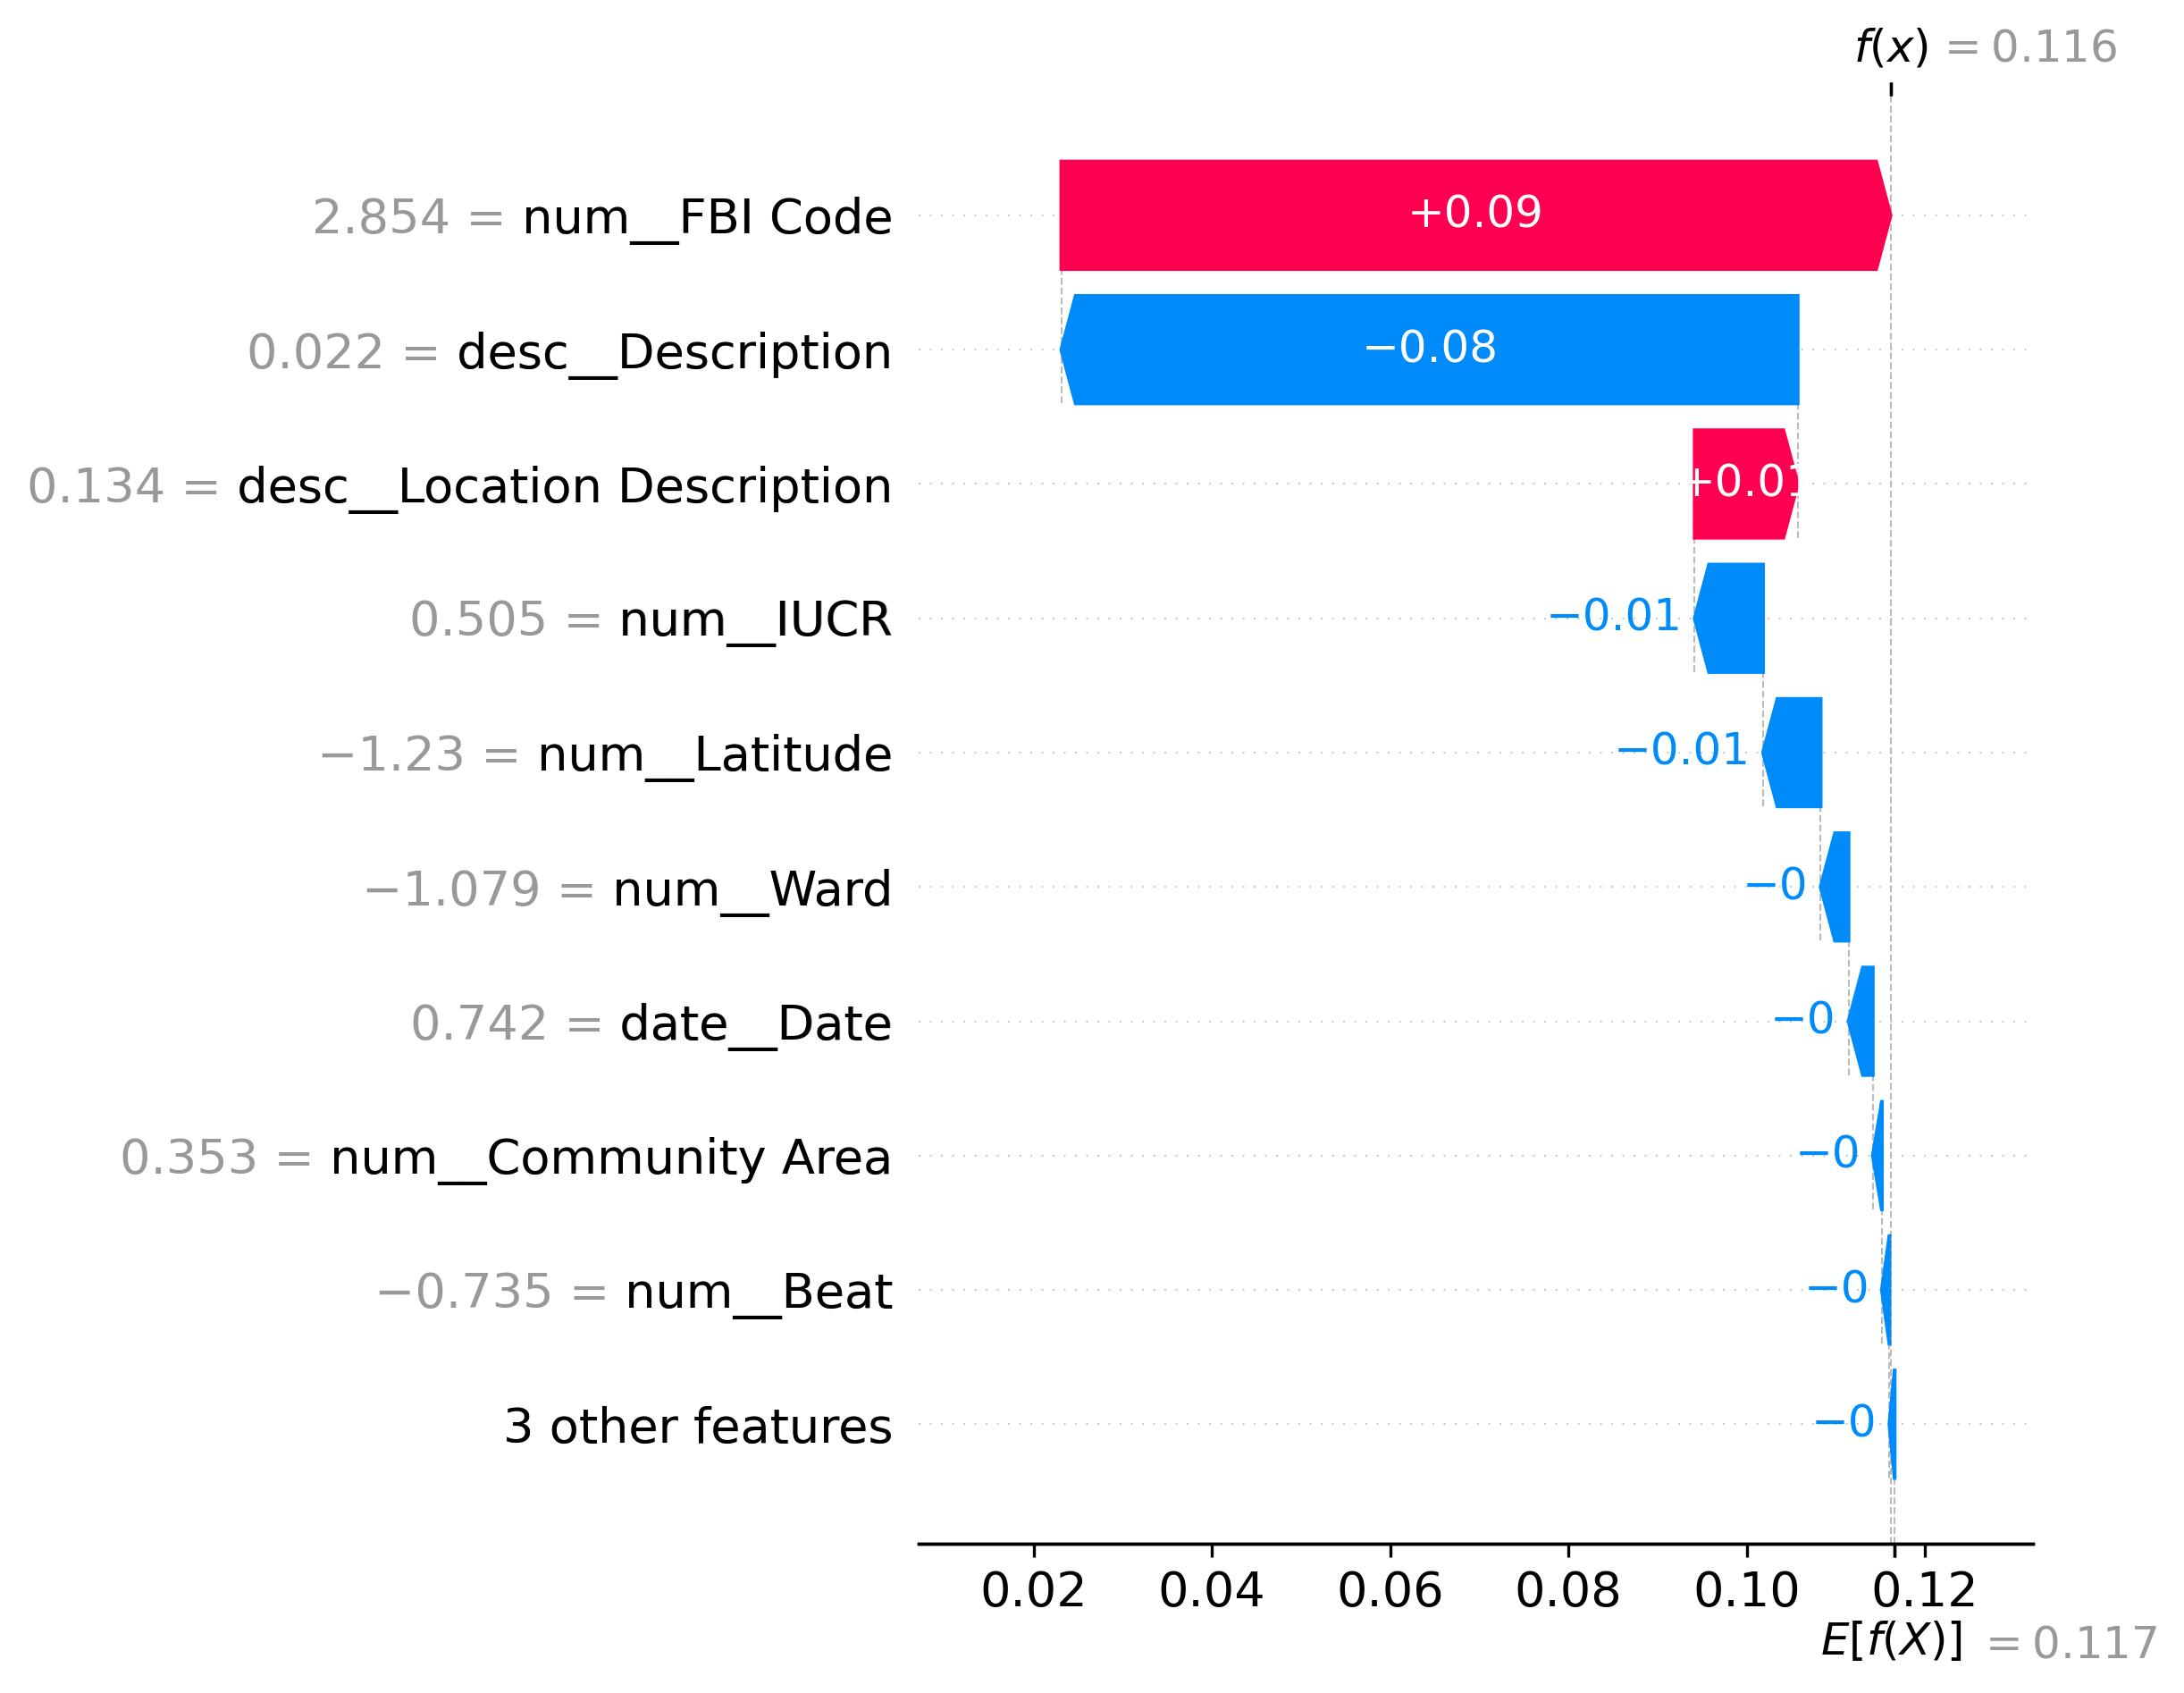 f(x) = 0.116
2.854 = num__FBI Code
+0.09
0.022 = desc__Description
−0.08
0.134 = desc__Location Description
+0.01
0.505 = num__IUCR
−0.01
−1.23 = num__Latitude
−0.01
−1.079 = num__Ward
−0
0.742 = date__Date
−0
0.353 = num__Community Area
−0
−0.735 = num__Beat
−0
3 other features
−0
0.02 0.04 0.06 0.08 0.10 0.12
E[f(X)] = 0.117